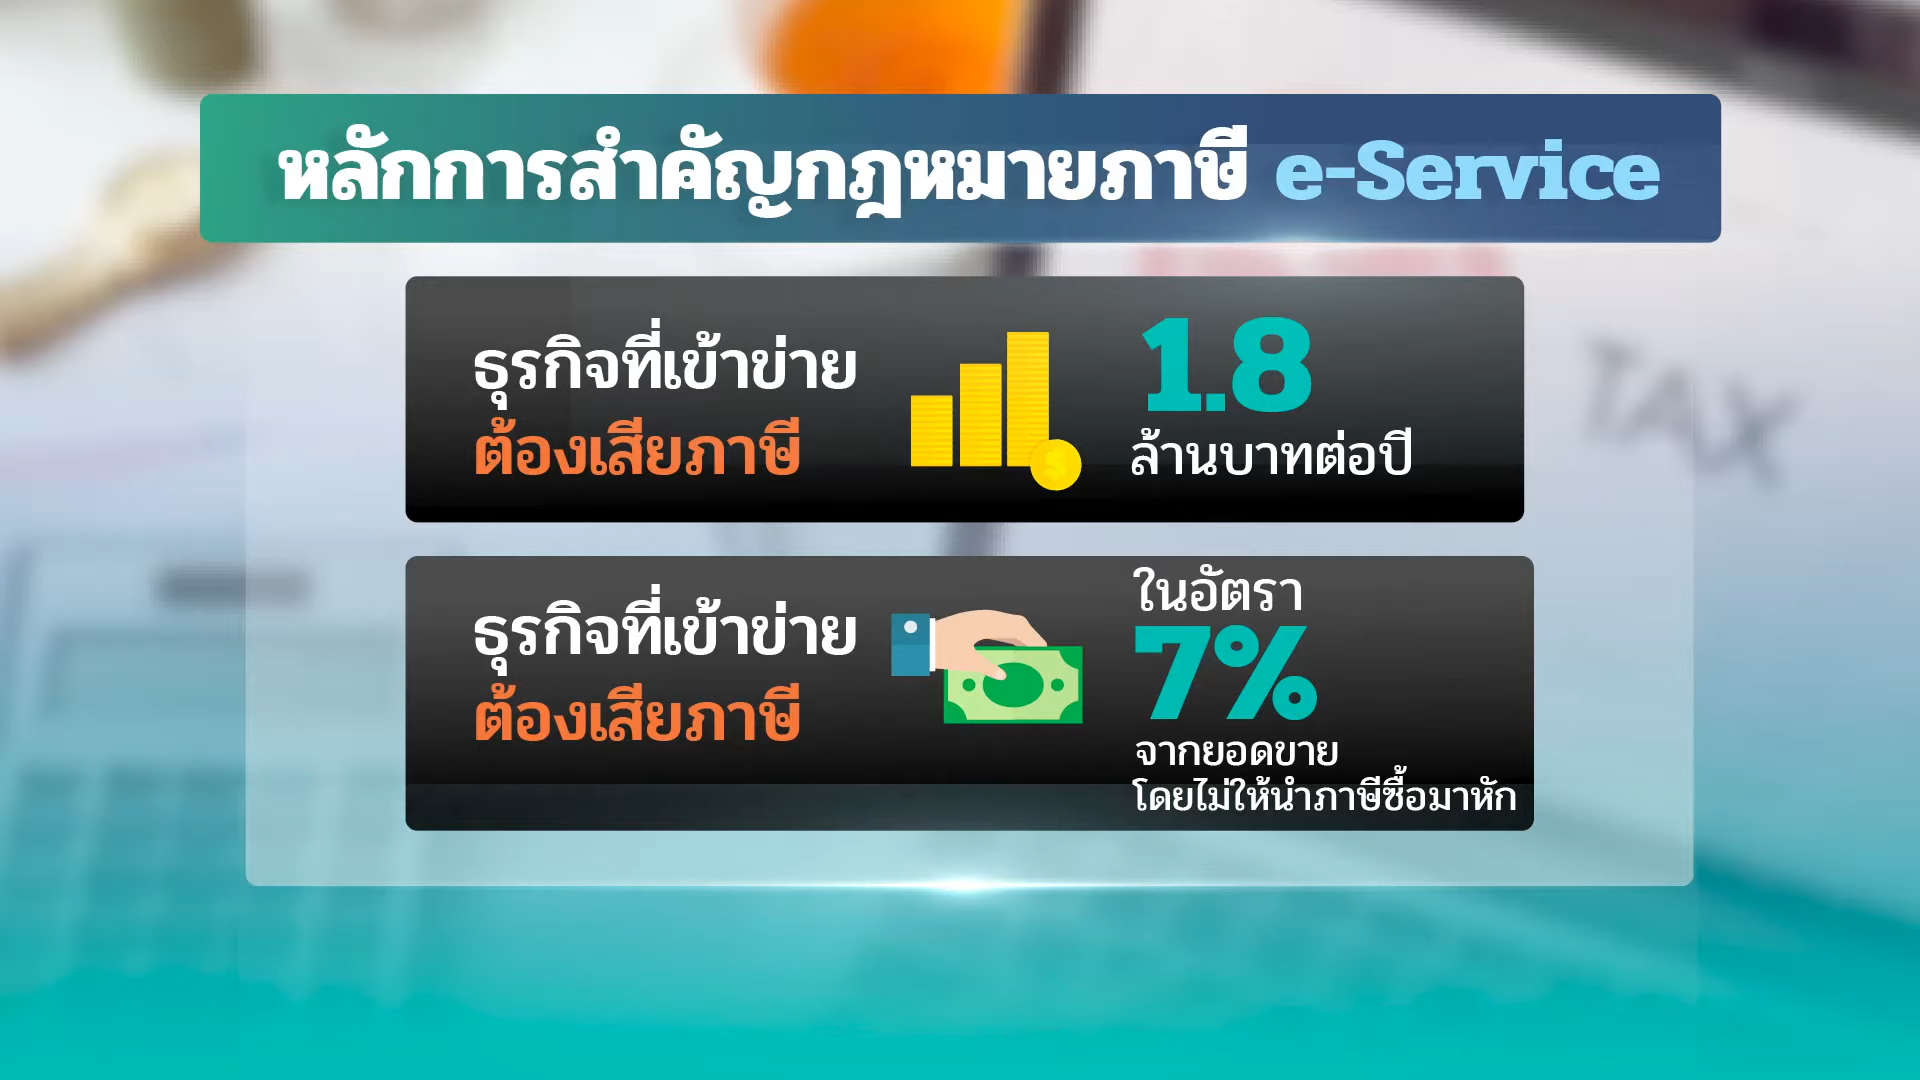 หลักการสำคัญกฎหมายภาษี e-Service
ธุรกิจที่เข้าข่าย
ต้องเสียภาษี
1.8
ล้านบาทต่อปี
ธุรกิจที่เข้าข่าย
ต้องเสียภาษี
ในอัตรา
7%
จากยอดขาย
โดยไม่ให้นำภาษีซื้อมาหัก
TAX